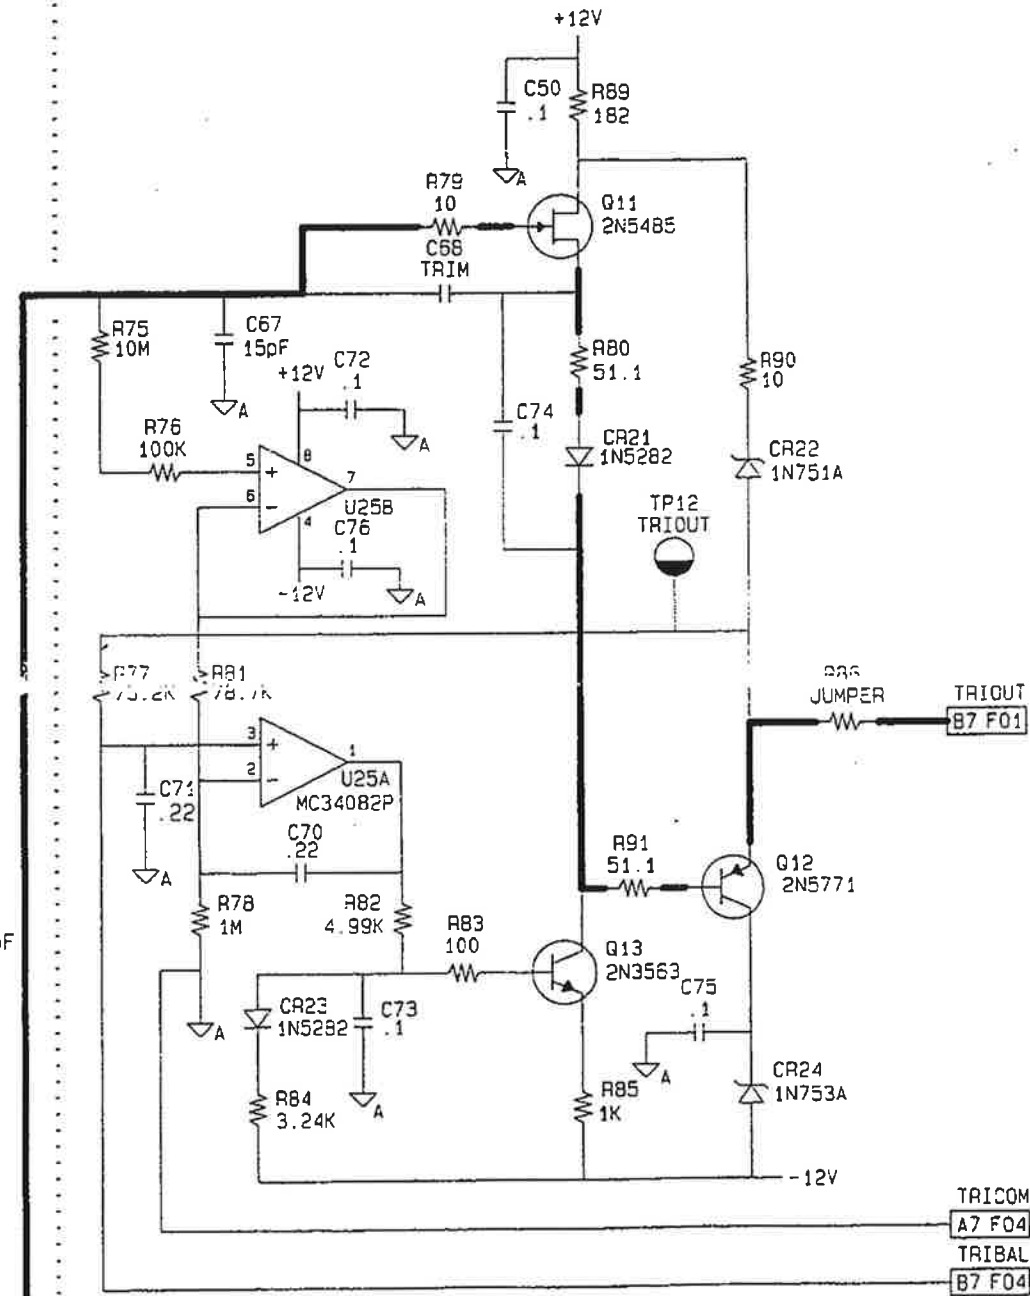 +12V
C50
.1
R89
182
A
R79
10
Q11
2N5485
C68
TRIM
R75
10M
C67
15pF
A
+12V
C72
.1
A
R80
51.1
R90
10
C74
.1
R76
100K
CR21
1N5282
CR22
1N751A
5
+
8
7
6
-
4
U25B
C76
.1
-12V
A
TP12
TRIOUT
R77
R81
JUMPER
TRIOUT
B7 F01
3
+
1
2
-
U25A
MC34082P
C71
.22
A
C70
.22
R91
51.1
Q12
2N5771
R78
1M
R82
4.99K
R83
100
Q13
2N3563
A
CR23
1N5282
C73
.1
A
C75
.1
A
R84
3.24K
R85
1K
CR24
1N753A
-12V
TRICOM
A7 F04
TRIBAL
B7 F04